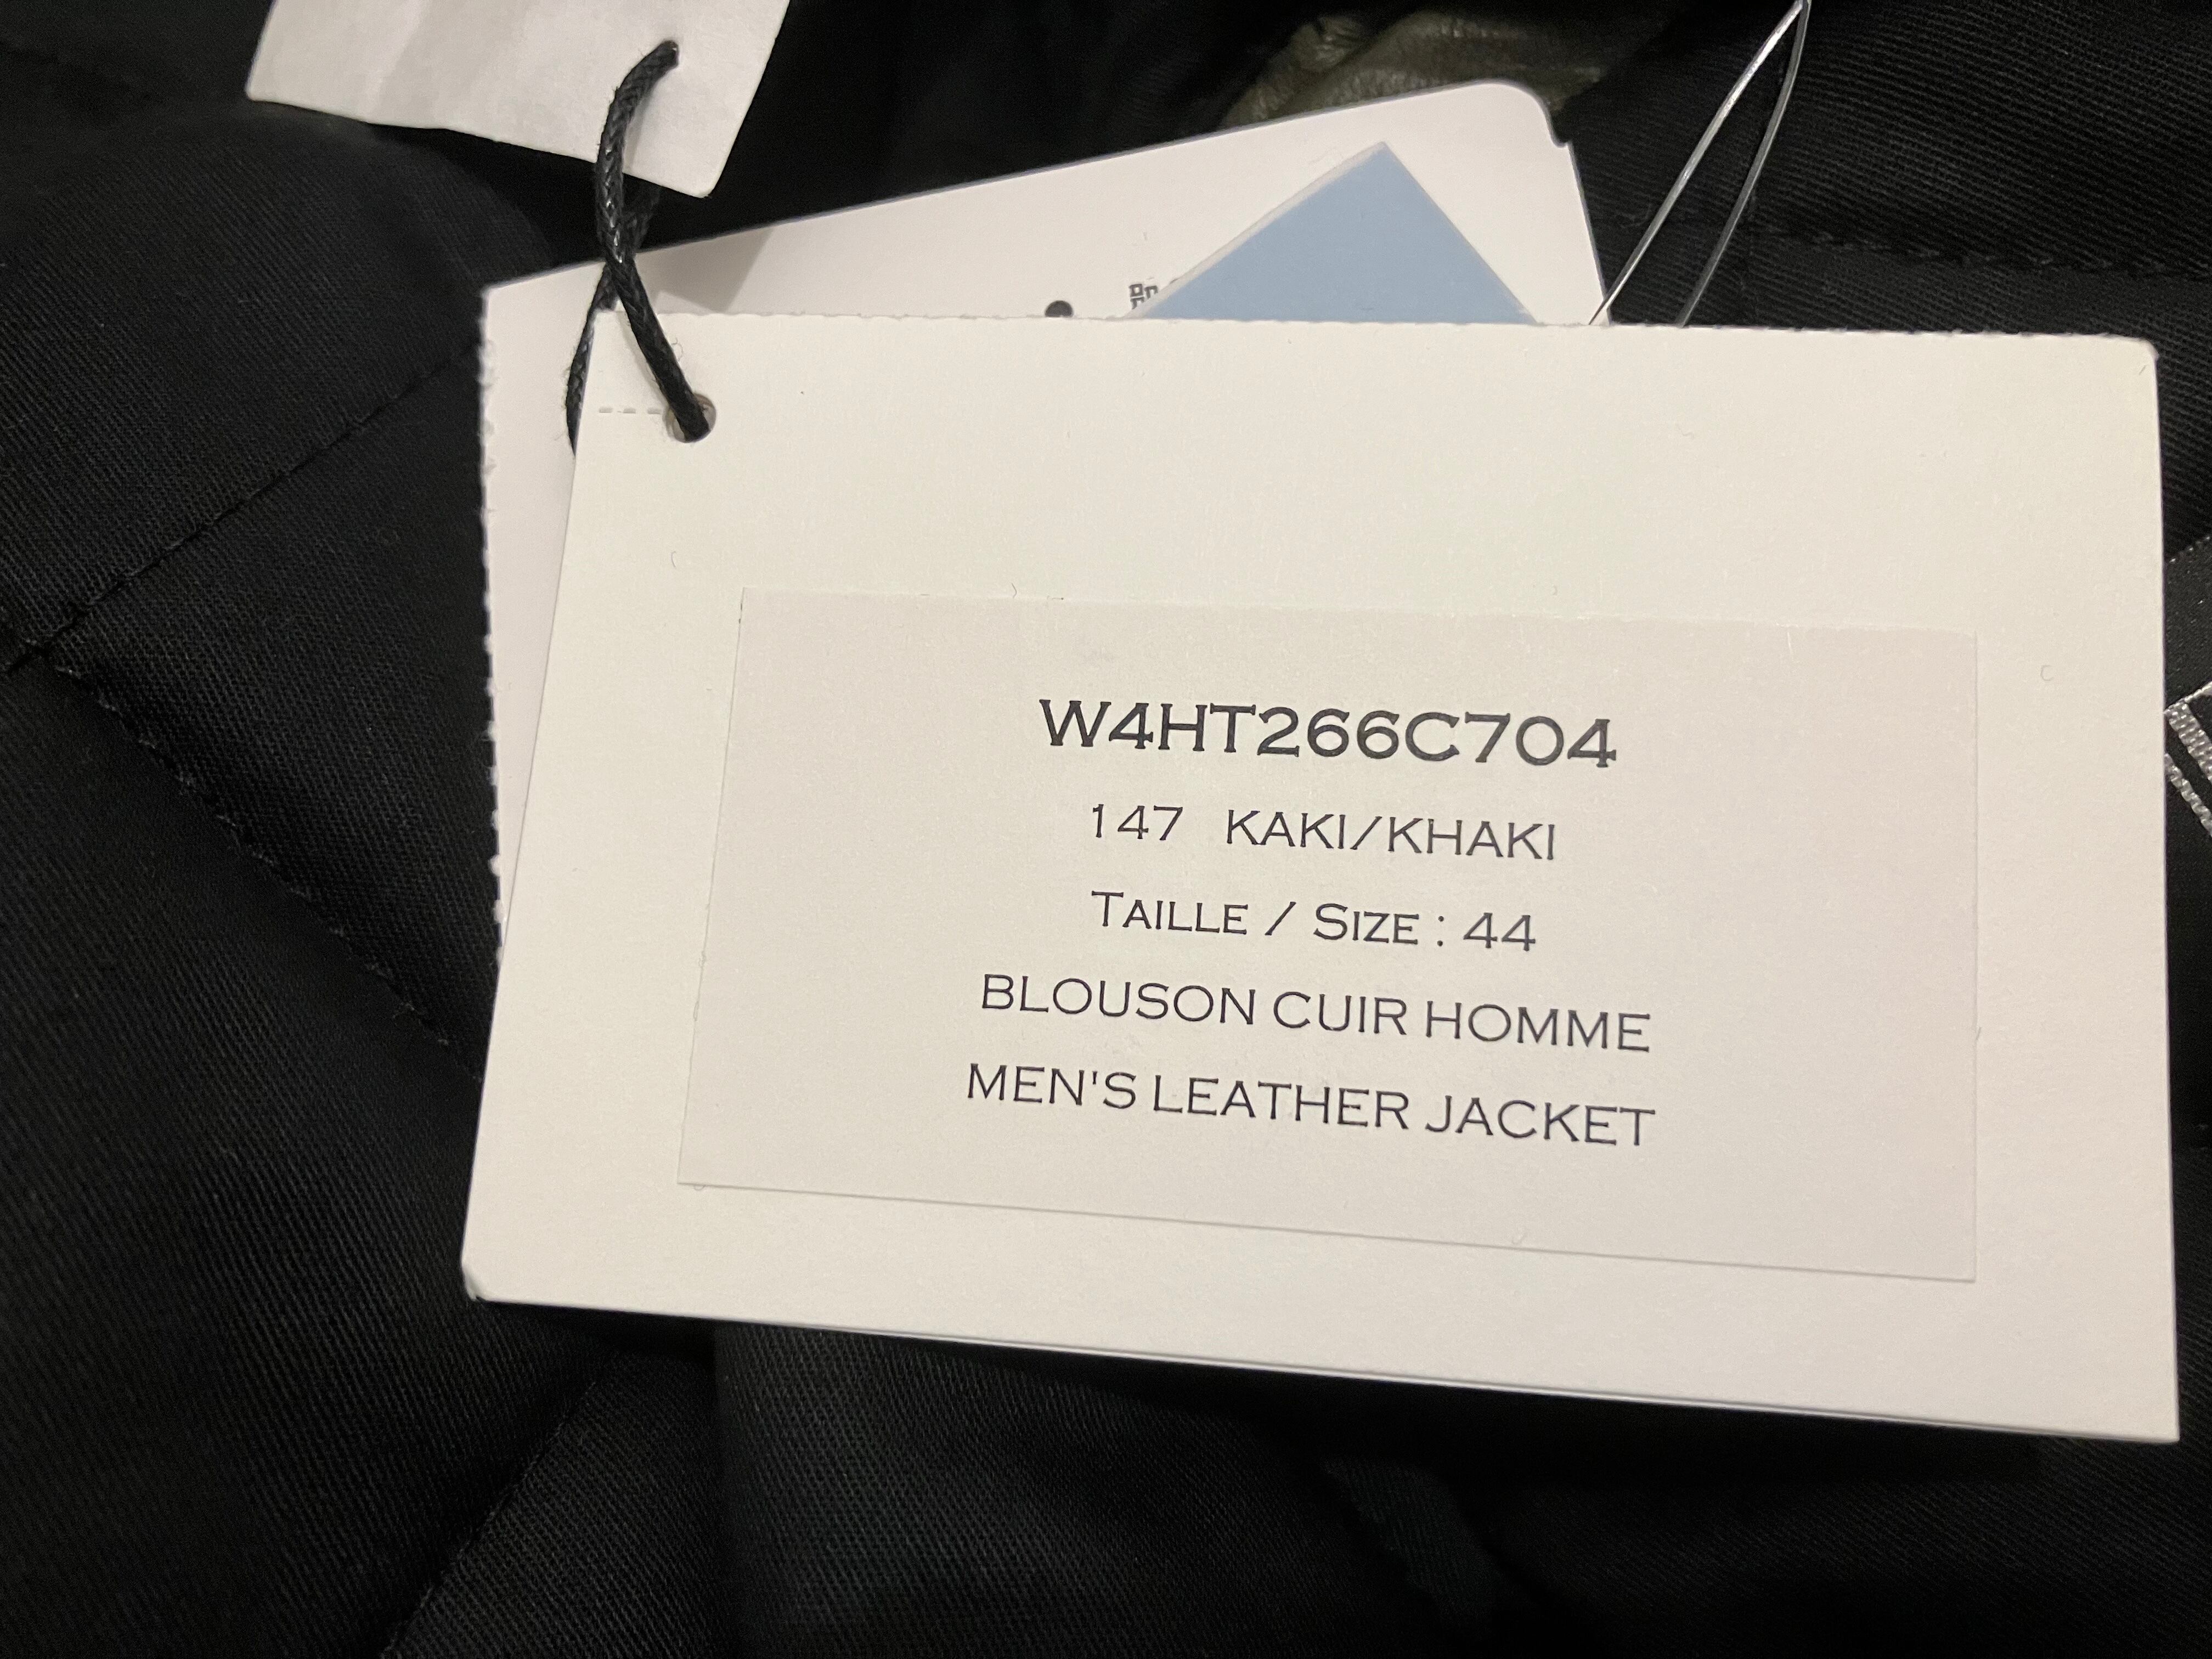 W4HT266C704
147 KAKI/KHAKI
TAILLE / SIZE : 44
BLOUSON CUIR HOMME
MEN'S LEATHER JACKET